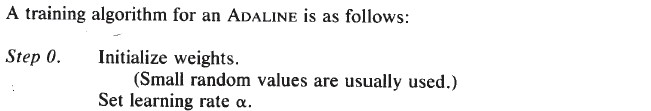 A training algorithm for an ADALINE is as follows:
Step 0. Initialize weights.
(Small random values are usually used.)
Set learning rate α.